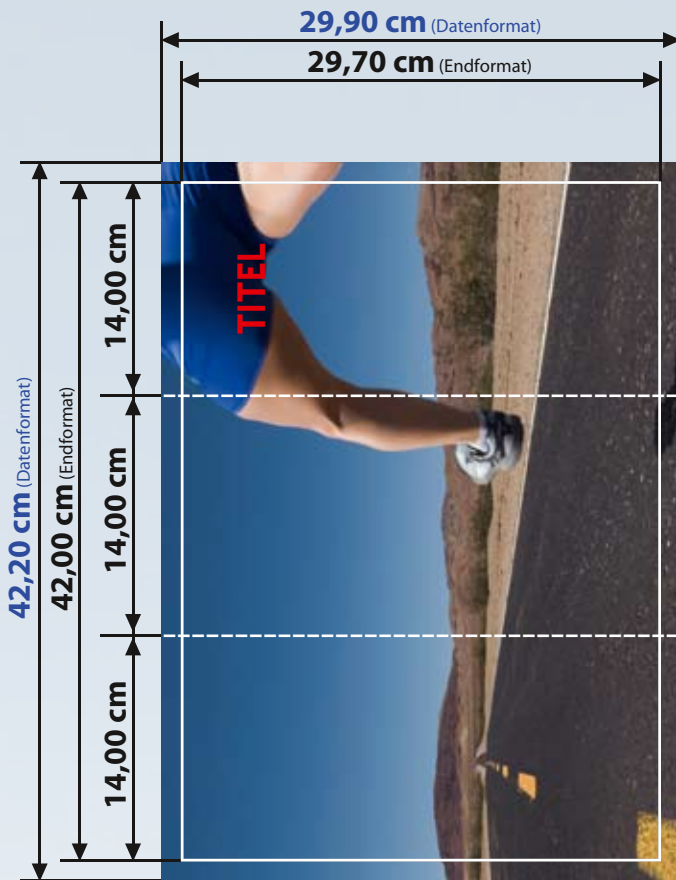 29,90 cm (Datenformat)
29,70 cm (Endformat)
TITEL
14,00 cm
14,00 cm
14,00 cm
42,00 cm (Endformat)
42,20 cm (Datenformat)